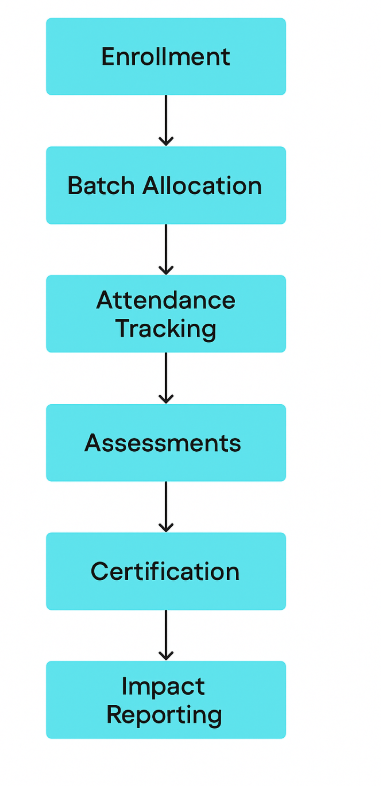 Enrollment
Batch Allocation
Attendance
Tracking
Assessments
Certification
Impact
Reporting